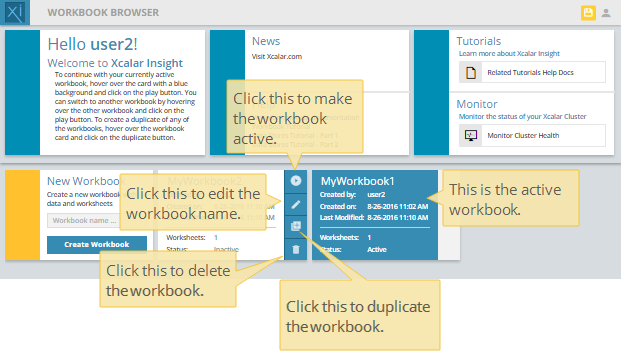 XI
WORKBOOK BROWSER
Hello user2!
Welcome to Xcalar Insight
To continue with your currently active
workbook, hover over the card with a
blue background and click on the play button. You
can switch to another workbook by hovering
over the other workbook and click on the
play button. To create a duplicate of any of
the workbooks, hover over the workbook
card and click on the duplicate button.
News
Visit Xcalar.com
Tutorials
Learn more about Xcalar Insight
Related Tutorials Help Docs
Monitor
Monitor the status of your Xcalar Cluster
Monitor Cluster Health
Click this to make
the workbook
active.
New Workbook
Create a new workbook
data and worksheets
Workbook name ...
Create Workbook
Click this to edit the
workbook name.
Worksheets: 1
Status: Inactive
MyWorkbook1
Created by: user2
Created on: 8-26-2016 11:02 AM
Last Modified: 8-26-2016 11:10 AM
Worksheets: 1
Status: Active
This is the active
workbook.
Click this to delete
the workbook.
Click this to duplicate
the workbook.